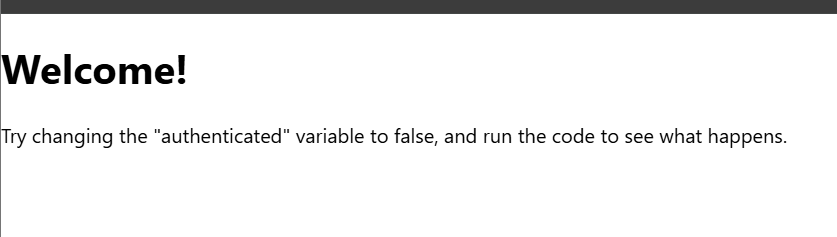 Welcome!
Try changing the "authenticated" variable to false, and run the code to see what happens.